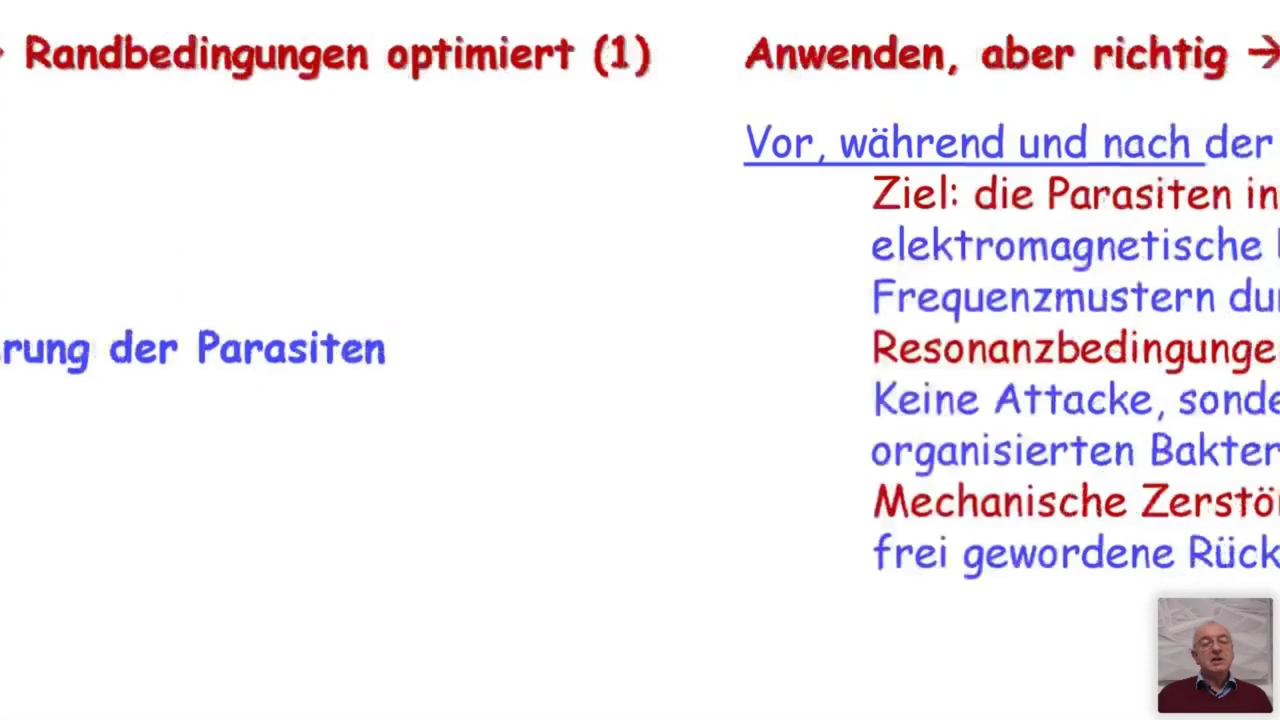 Randbedingungen optimiert (1)
rung der Parasiten
Anwenden, aber richtig →
Vor, während und nach der
Ziel: die Parasiten in
elektromagnetische
Frequenzmustern du
Resonanzbedingunge
Keine Attacke, sonde
organisierten Bakter
Mechanische Zerstö
frei gewordene Rück